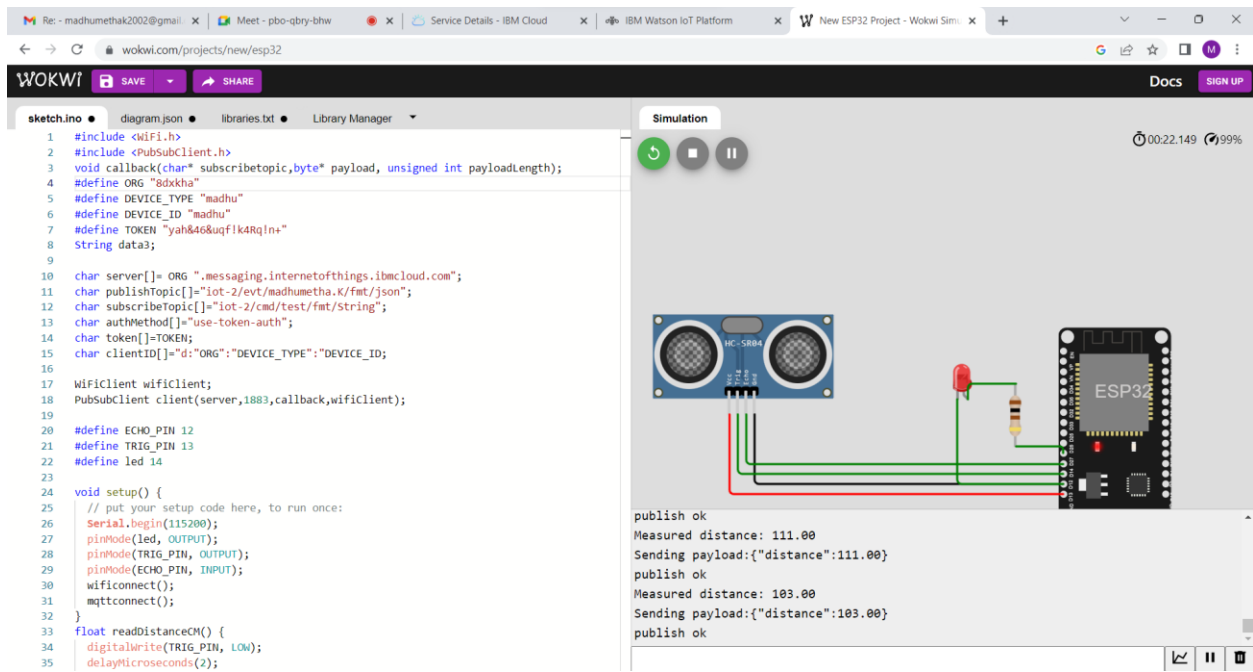 Re: - madhumethak2002@gmail.
Meet - pbo-qbry-bhw
Service Details - IBM Cloud
IBM Watson IoT Platform
New ESP32 Project - Wokwi Simu
wokwi.com/projects/new/esp32
G
M
WOKWI
SAVE
SHARE
Docs
SIGN UP
sketch.ino ●
diagram.json ●
libraries.txt ●
Library Manager
Simulation
00:22.149
99%
1 #include <WiFi.h>
2 #include <PubSubClient.h>
3 void callback(char* subscribetopic,byte* payload, unsigned int payloadLength);
4 #define ORG "8dxkha"
5 #define DEVICE_TYPE "madhu"
6 #define DEVICE_ID "madhu"
7 #define TOKEN "yah&46&uqf!k4Rq!n+"
8 String data3;
9
10 char server[]= ORG ".messaging.internetofthings.ibmcloud.com";
11 char publishTopic[]="iot-2/evt/madhumetha.K/fmt/json";
12 char subscribeTopic[]="iot-2/cmd/test/fmt/String";
13 char authMethod[]="use-token-auth";
14 char token[]=TOKEN;
15 char clientID[]="d:"ORG":"DEVICE_TYPE":"DEVICE_ID;
16
17 WiFiClient wifiClient;
18 PubSubClient client(server,1883,callback,wifiClient);
19
20 #define ECHO_PIN 12
21 #define TRIG_PIN 13
22 #define led 14
23
24 void setup() {
25 // put your setup code here, to run once:
26 Serial.begin(115200);
27 pinMode(led, OUTPUT);
28 pinMode(TRIG_PIN, OUTPUT);
29 pinMode(ECHO_PIN, INPUT);
30 wificonnect();
31 mqttconnect();
32 }
33 float readDistanceCM() {
34 digitalWrite(TRIG_PIN, LOW);
35 delayMicroseconds(2);
HC-SR04
Vcc
Trig
Echo
Gnd
ESP32
publish ok
Measured distance: 111.00
Sending payload:{"distance":111.00}
publish ok
Measured distance: 103.00
Sending payload:{"distance":103.00}
publish ok